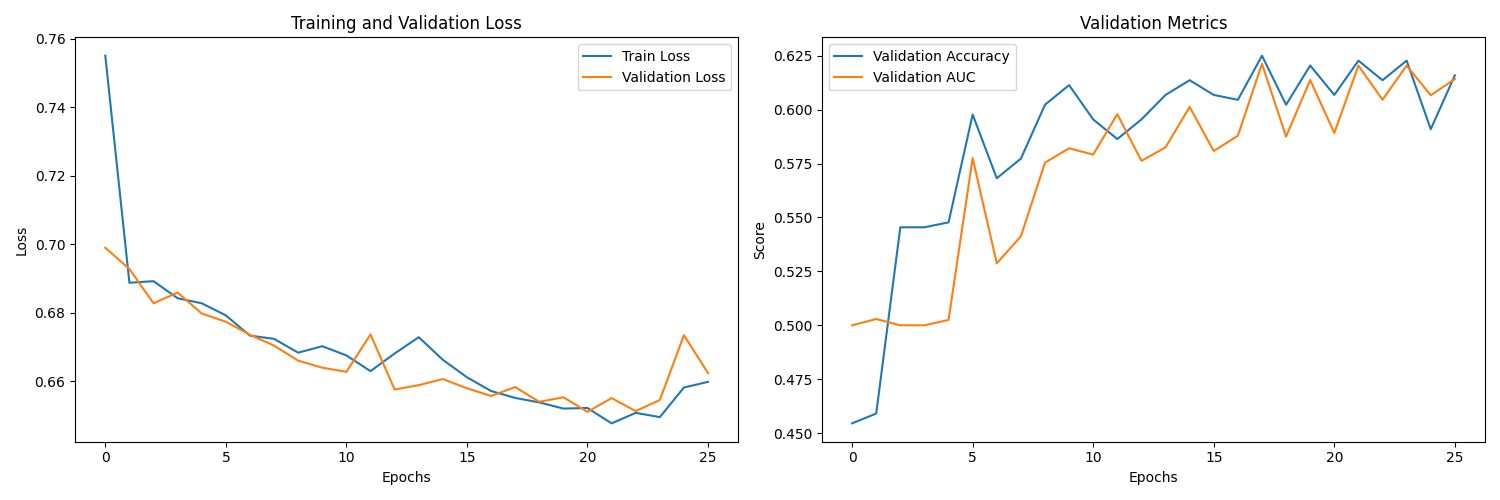 Training and Validation Loss
0.76
0.74
0.72
0.70
0.68
0.66
Loss
Train Loss
Validation Loss
0 5 10 15 20 25
Epochs
Validation Metrics
0.625
0.600
0.575
0.550
0.525
0.500
0.475
0.450
Score
Validation Accuracy
Validation AUC
0 5 10 15 20 25
Epochs